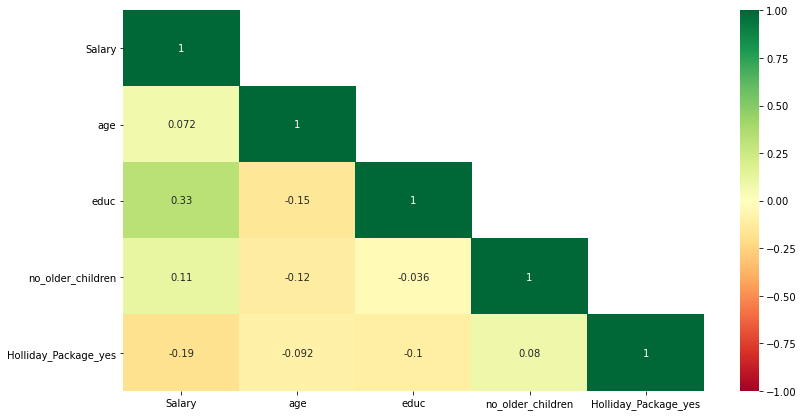 Salary 1
age 0.072 1
educ 0.33 -0.15 1
no_older_children 0.11 -0.12 -0.036 1
Holliday_Package_yes -0.19 -0.092 -0.1 0.08 1
Salary age educ no_older_children Holliday_Package_yes
1.00
0.75
0.50
0.25
0.00
−0.25
−0.50
−0.75
−1.00